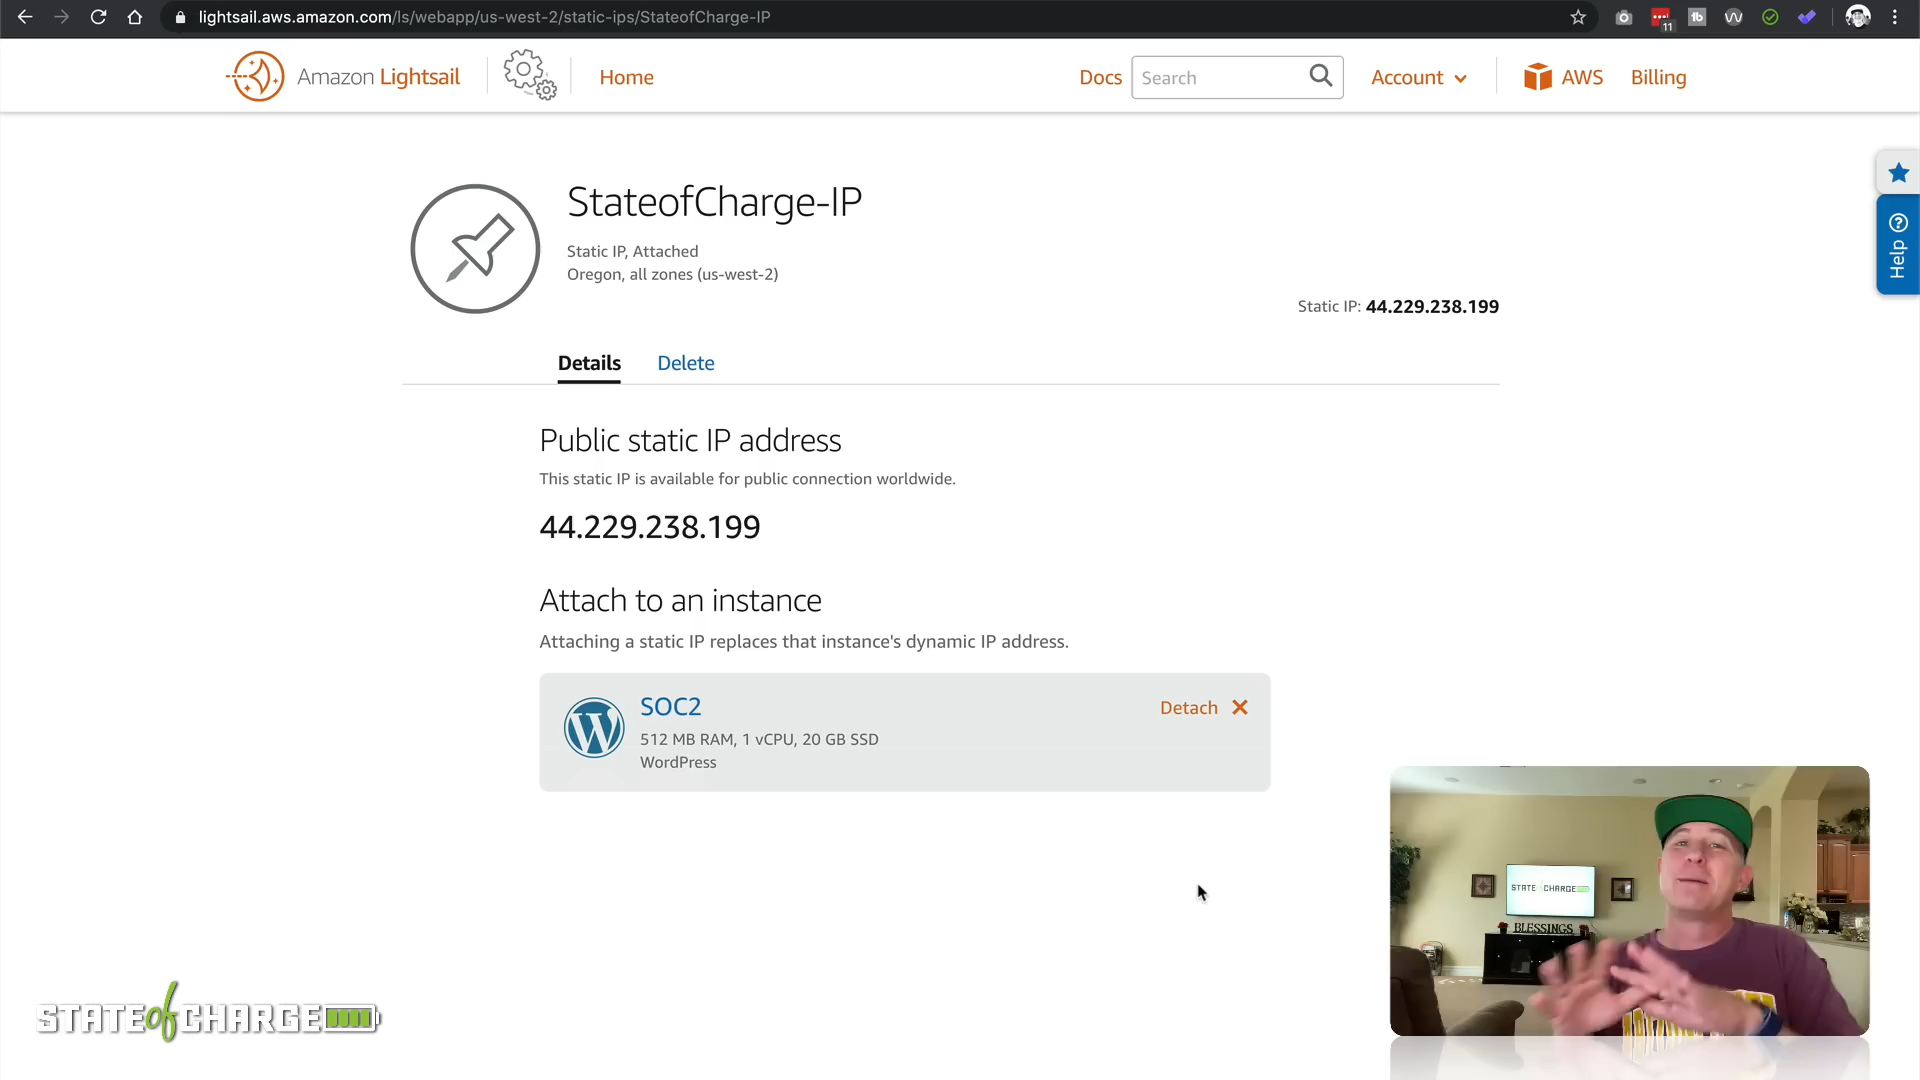 lightsail.aws.amazon.com/ls/webapp/us-west-2/static-ips/StateofCharge-IP
11
tb
Amazon Lightsail
Home
Docs
Search
Account
AWS
Billing
Help
StateofCharge-IP
Static IP, Attached
Oregon, all zones (us-west-2)
Static IP: 44.229.238.199
Details
Delete
Public static IP address
This static IP is available for public connection worldwide.
44.229.238.199
Attach to an instance
Attaching a static IP replaces that instance's dynamic IP address.
SOC2
Detach
512 MB RAM, 1 vCPU, 20 GB SSD
WordPress
STATE of CHARGE
BLESSINGS
STATE of CHARGE